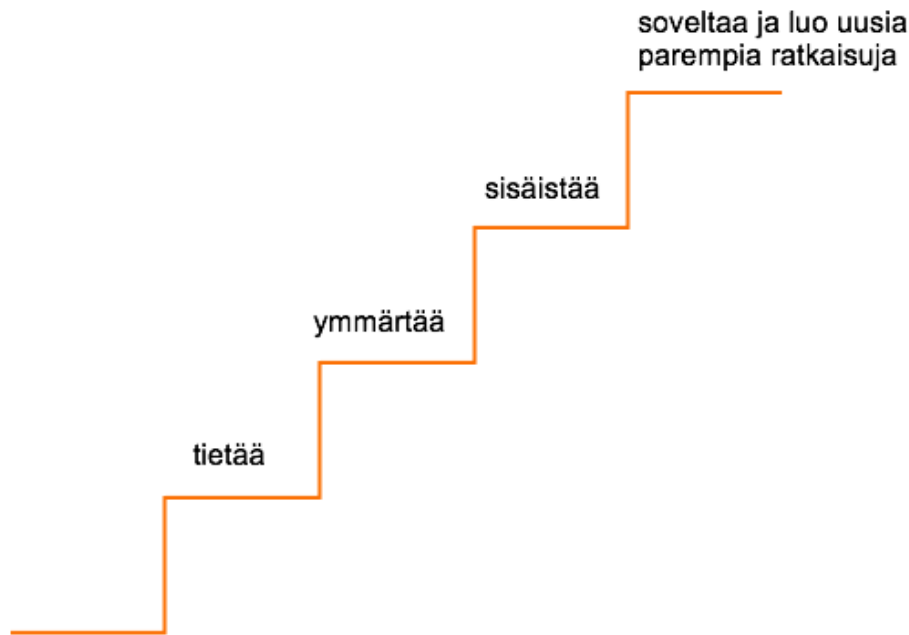 soveltaa ja luo uusia
parempia ratkaisuja
sisäistää
ymmärtää
tietää